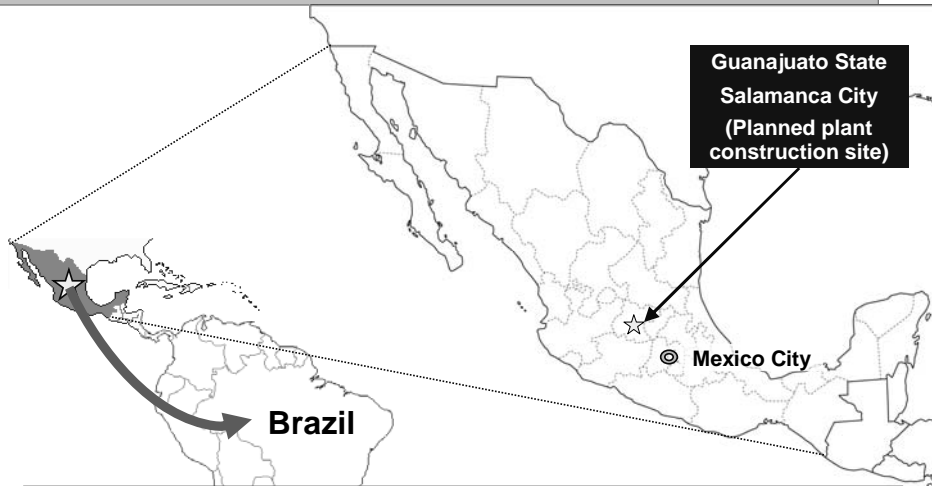 Guanajuato State
Salamanca City
(Planned plant
construction site)
Mexico City
Brazil